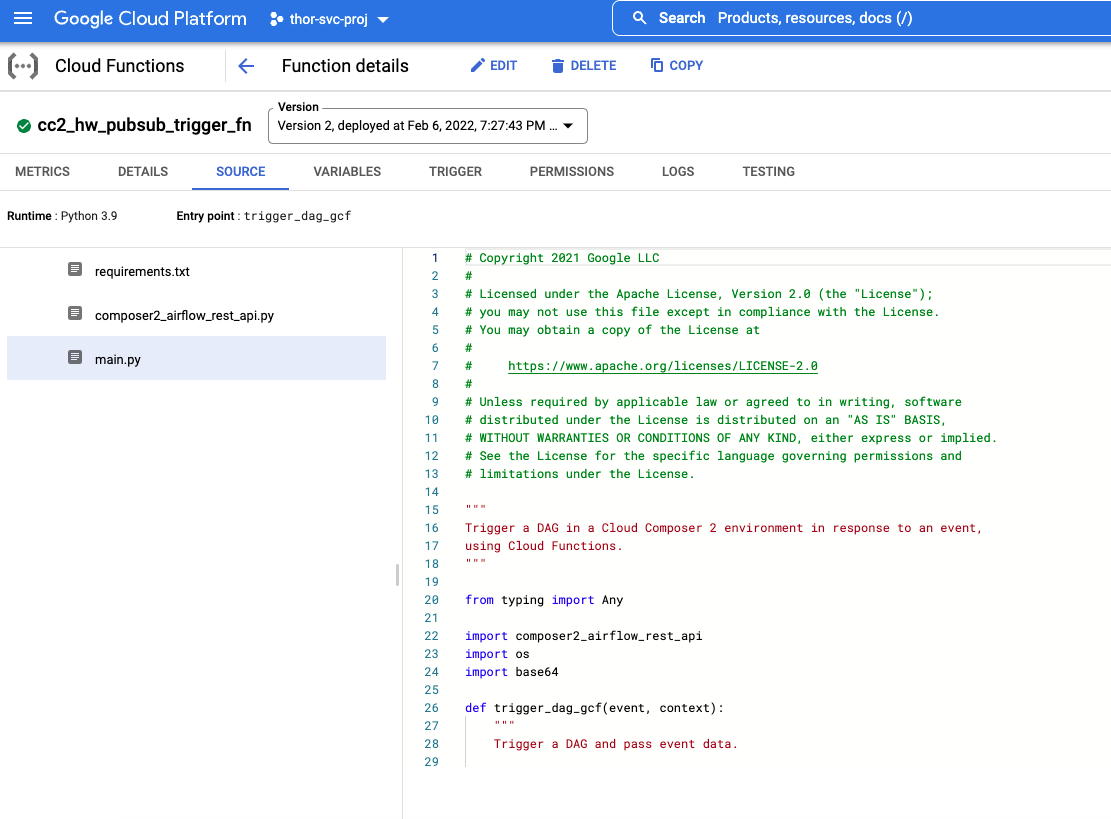 Google Cloud Platform thor-svc-proj Search Products, resources, docs (/)
Cloud Functions Function details EDIT DELETE COPY
cc2_hw_pubsub_trigger_fn Version
Version 2, deployed at Feb 6, 2022, 7:27:43 PM ...
METRICS DETAILS SOURCE VARIABLES TRIGGER PERMISSIONS LOGS TESTING
Runtime : Python 3.9 Entry point : trigger_dag_gcf
requirements.txt
composer2_airflow_rest_api.py
main.py
1 # Copyright 2021 Google LLC
2 #
3 # Licensed under the Apache License, Version 2.0 (the "License");
4 # you may not use this file except in compliance with the License.
5 # You may obtain a copy of the License at
6 #
7 #     https://www.apache.org/licenses/LICENSE-2.0
8 #
9 # Unless required by applicable law or agreed to in writing, software
10 # distributed under the License is distributed on an "AS IS" BASIS,
11 # WITHOUT WARRANTIES OR CONDITIONS OF ANY KIND, either express or implied.
12 # See the License for the specific language governing permissions and
13 # limitations under the License.
14
15 """
16 Trigger a DAG in a Cloud Composer 2 environment in response to an event,
17 using Cloud Functions.
18 """
19
20 from typing import Any
21
22 import composer2_airflow_rest_api
23 import os
24 import base64
25
26 def trigger_dag_gcf(event, context):
27     """
28     Trigger a DAG and pass event data.
29